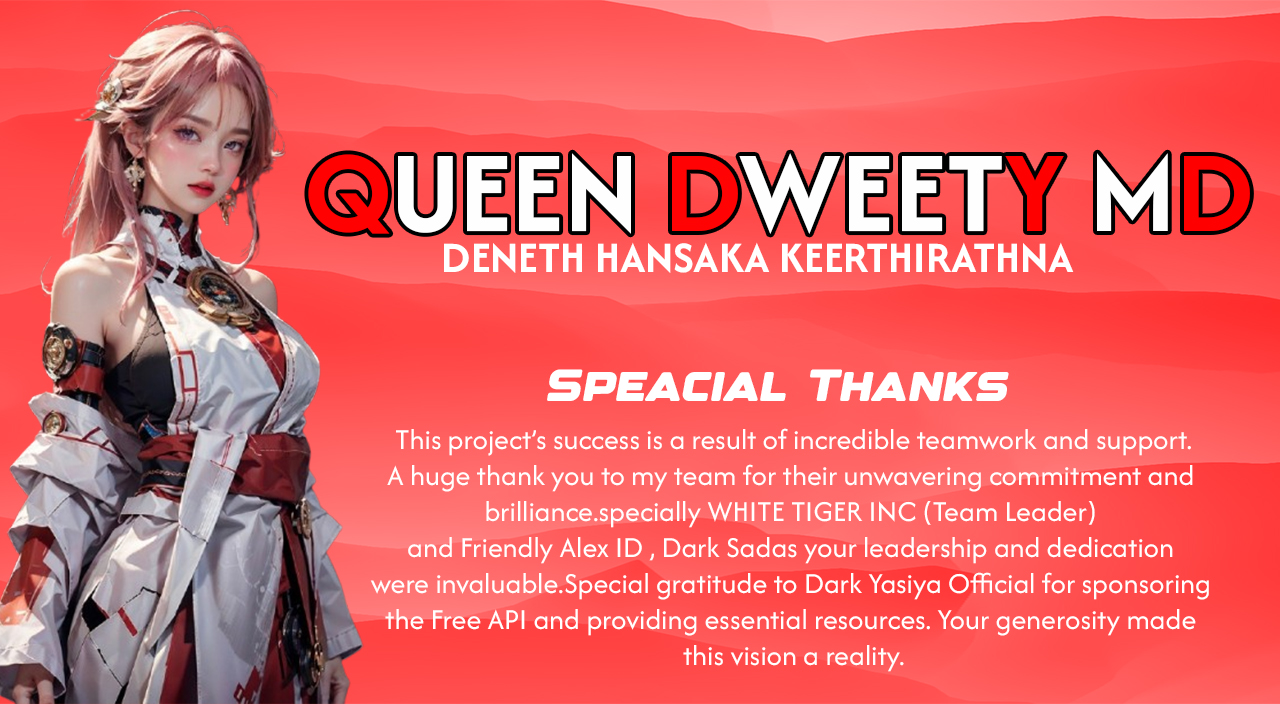 QUEEN DWEETY MD
DENETH HANSAKA KEERTHIRATHNA
SPEACIAL THANKS
This project’s success is a result of incredible teamwork and support.
A huge thank you to my team for their unwavering commitment and
brilliance.specially WHITE TIGER INC (Team Leader)
and Friendly Alex ID , Dark Sadas your leadership and dedication
were invaluable.Special gratitude to Dark Yasiya Official for sponsoring
the Free API and providing essential resources. Your generosity made
this vision a reality.